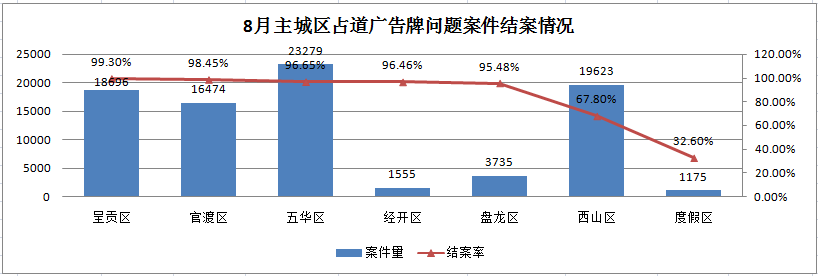 8月主城区占道广告牌问题案件结案情况
25000 120.00%
20000 100.00%
15000 80.00%
10000 60.00%
5000 40.00%
0 20.00%
0.00%
99.30% 98.45% 96.65% 96.46% 95.48% 67.80% 32.60%
18696 16474 23279 1555 3735 19623 1175
呈贡区 官渡区 五华区 经开区 盘龙区 西山区 度假区
案件量 结案率